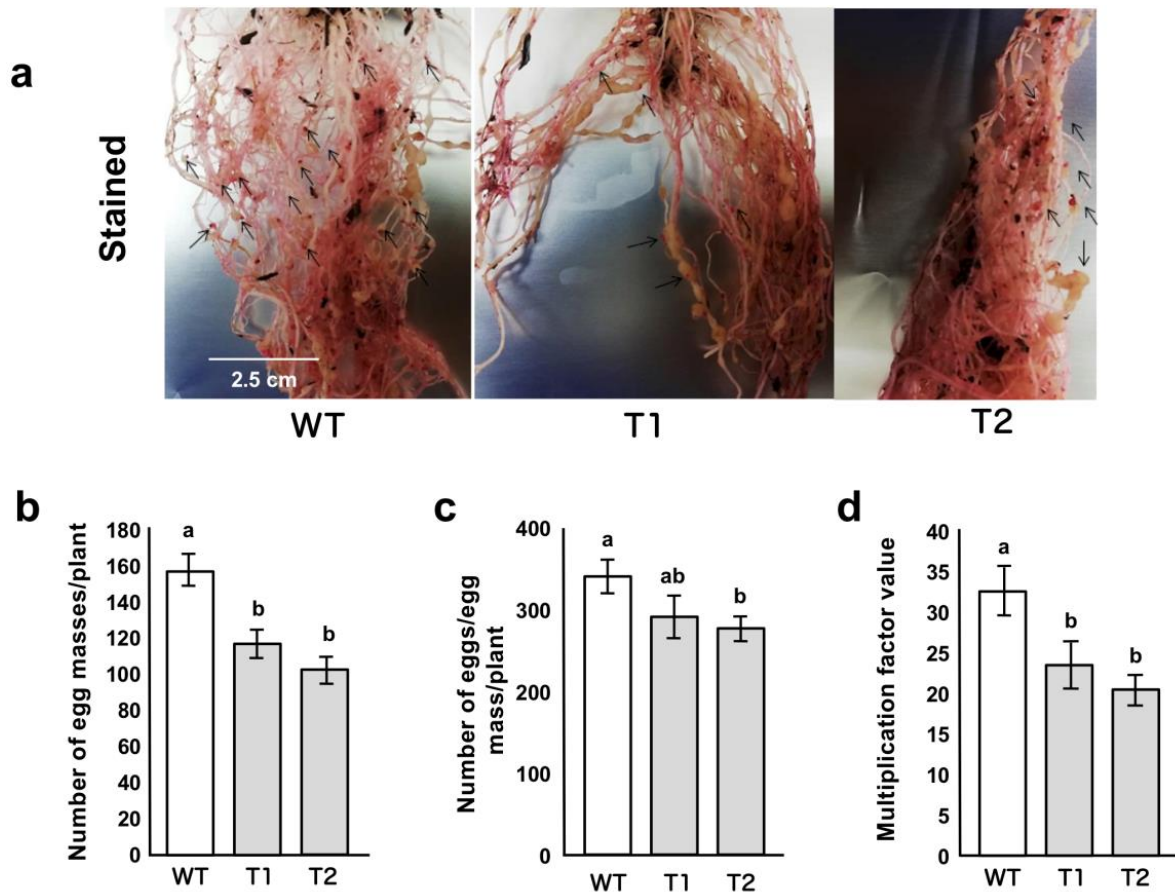 a
Stained
2.5 cm
WT
T1
T2
b
Number of egg masses/plant
180
160
140
120
100
80
60
40
20
0
a
b
b
WT
T1
T2
c
Number of eggs/egg
mass/plant
400
300
200
100
0
a
ab
b
WT
T1
T2
d
Multiplication factor value
40
35
30
25
20
15
10
5
0
a
b
b
WT
T1
T2